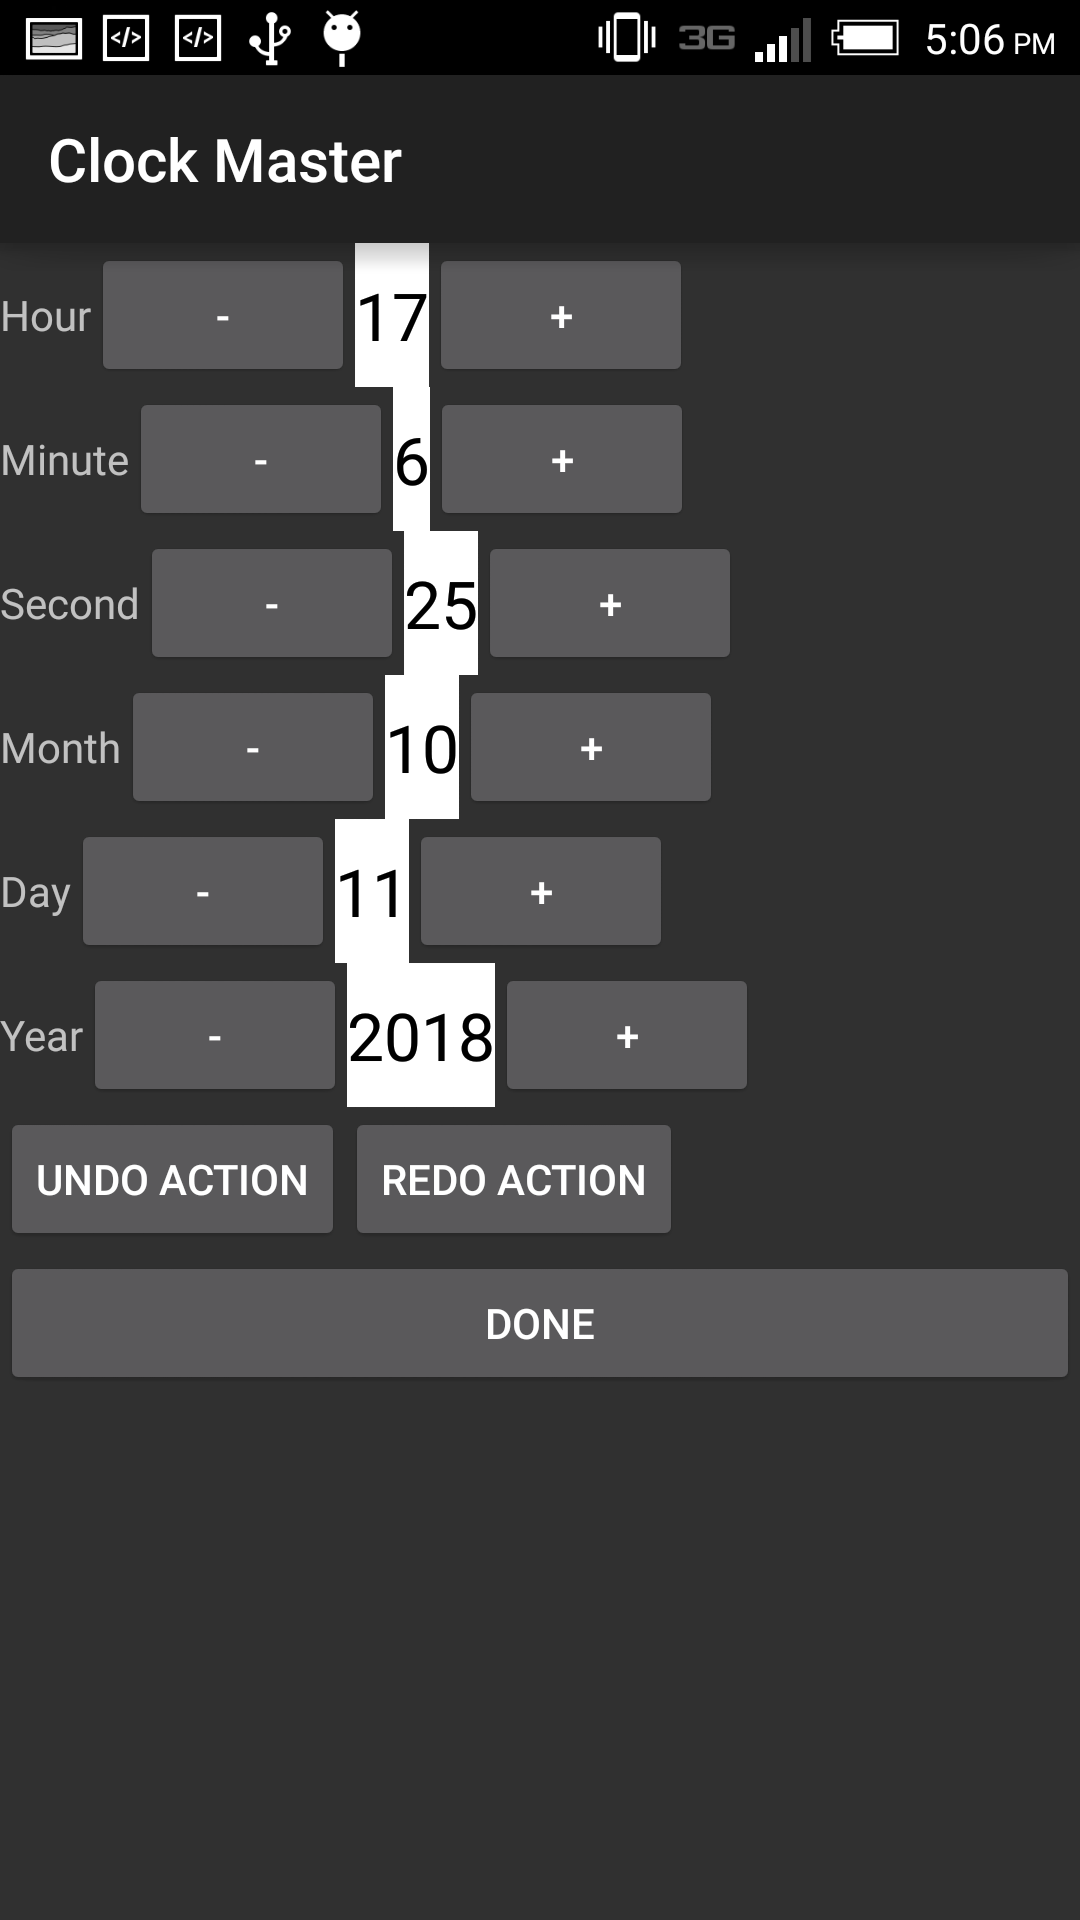 </> </> 3G 5:06 PM
Clock Master
Hour - 17 +
Minute - 6 +
Second - 25 +
Month - 10 +
Day - 11 +
Year - 2018 +
UNDO ACTION REDO ACTION
DONE